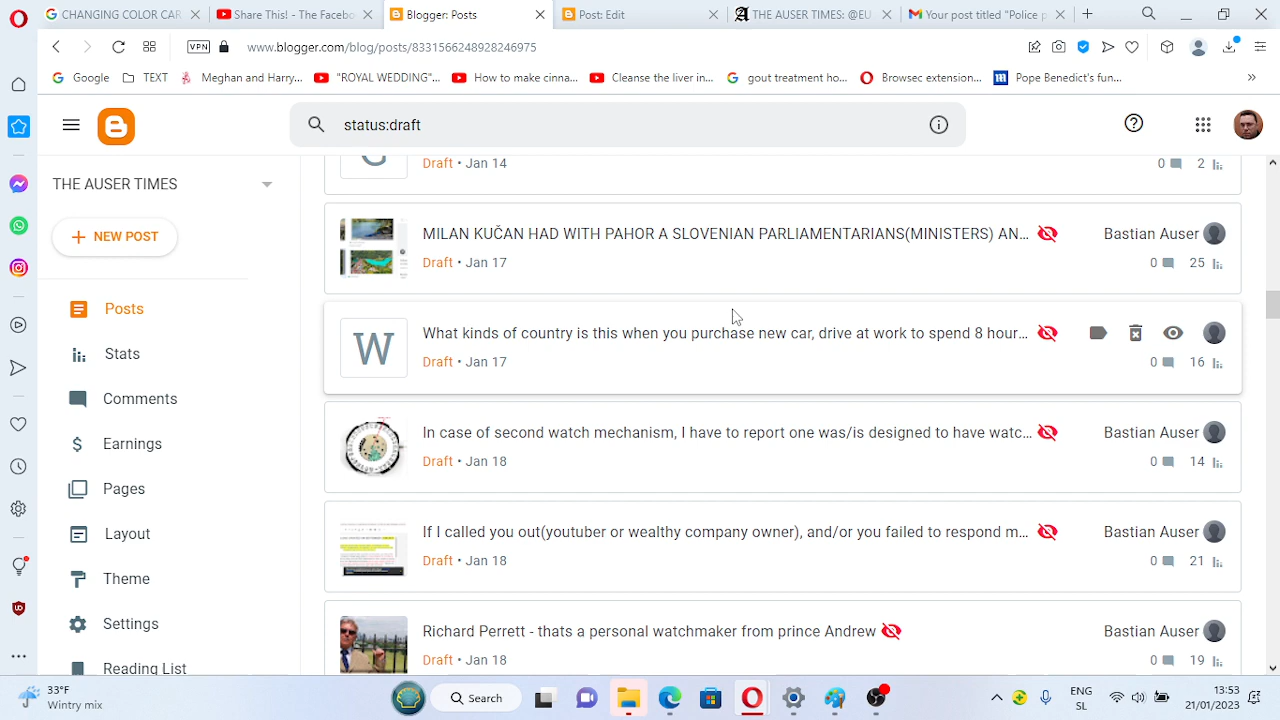 CHANGING COLOR CAR
Share This! - The Facebo
Blogger: Posts
Post: Edit
THE AUSER TIMES: @EU
Your post titled "Police p
VPN
www.blogger.com/blog/posts/8331566248928246975
Google
TEXT
Meghan and Harry...
"ROYAL WEDDING"...
How to make cinna...
Cleanse the liver in...
gout treatment ho...
Browsec extension...
Pope Benedict's fun...
status:draft
THE AUSER TIMES
NEW POST
Posts
Stats
Comments
Earnings
Pages
Layout
Theme
Settings
Reading List
Draft • Jan 14
0 2
MILAN KUČAN HAD WITH PAHOR A SLOVENIAN PARLIAMENTARIANS(MINISTERS) AN...
Bastian Auser
Draft • Jan 17
0 25
W
What kinds of country is this when you purchase new car, drive at work to spend 8 hour...
Draft • Jan 17
0 16
In case of second watch mechanism, I have to report one was/is designed to have watc...
Bastian Auser
Draft • Jan 18
0 14
If I called you out(youtuber or wealthy company owner), and/or you failed to respond m...
Bastian Auser
Draft • Jan 18
0 21
Richard Perrett - thats a personal watchmaker from prince Andrew
Bastian Auser
Draft • Jan 18
0 19
33°F
Wintry mix
Search
ENG
SL
13:53
21/01/2023